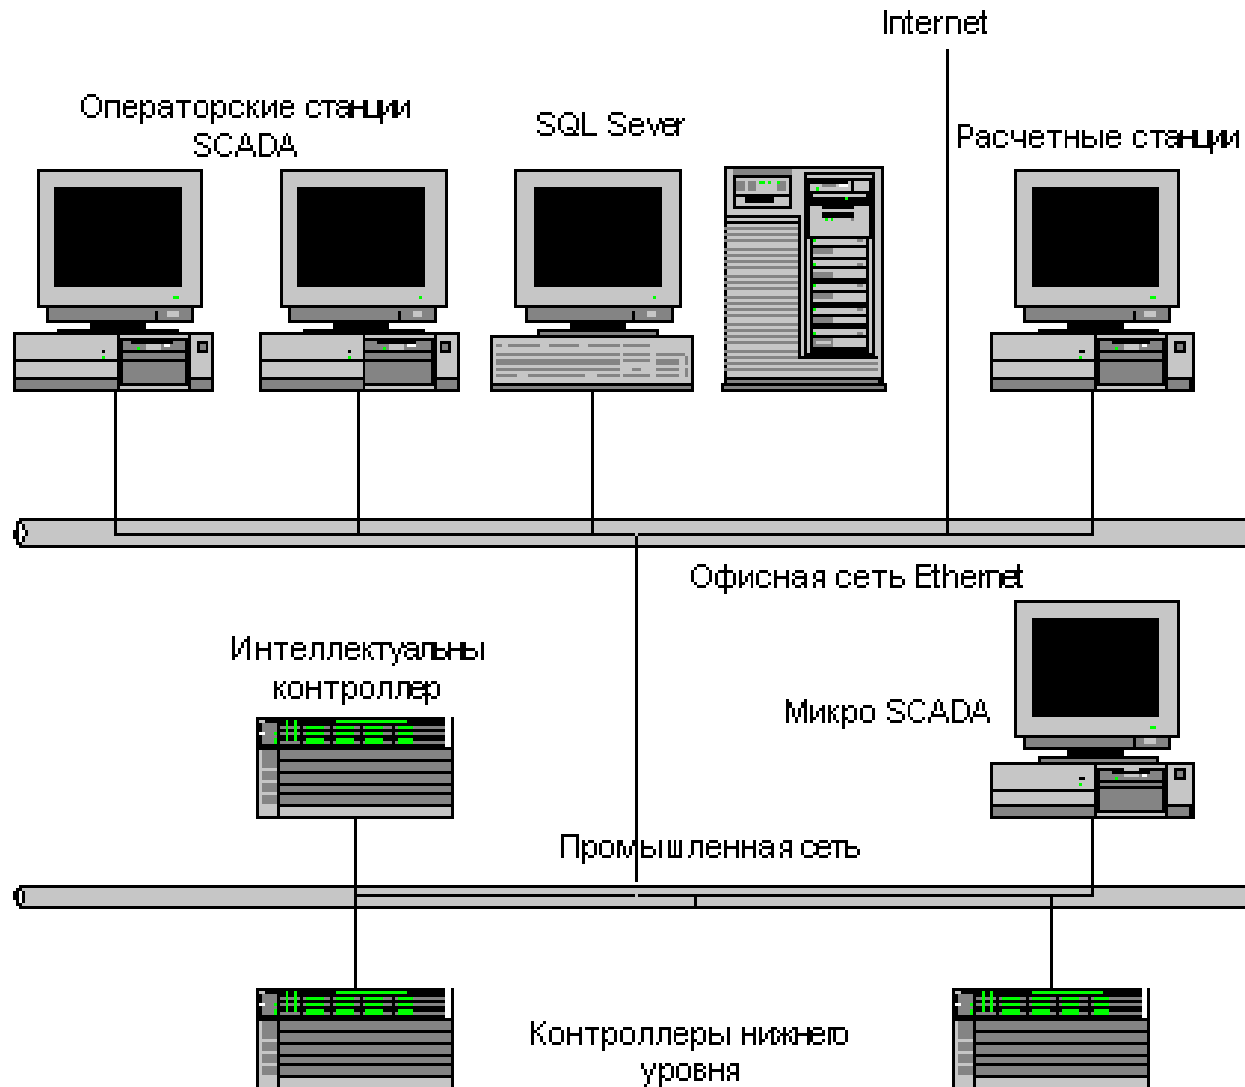 Internet
Операторские станции
SCADA
SQL Sever
Расчетные станции
Офисная сеть Ethernet
Интеллектуальны
контроллер
Микро SCADA
Промышленная сеть
Контроллеры нижнего
уровня